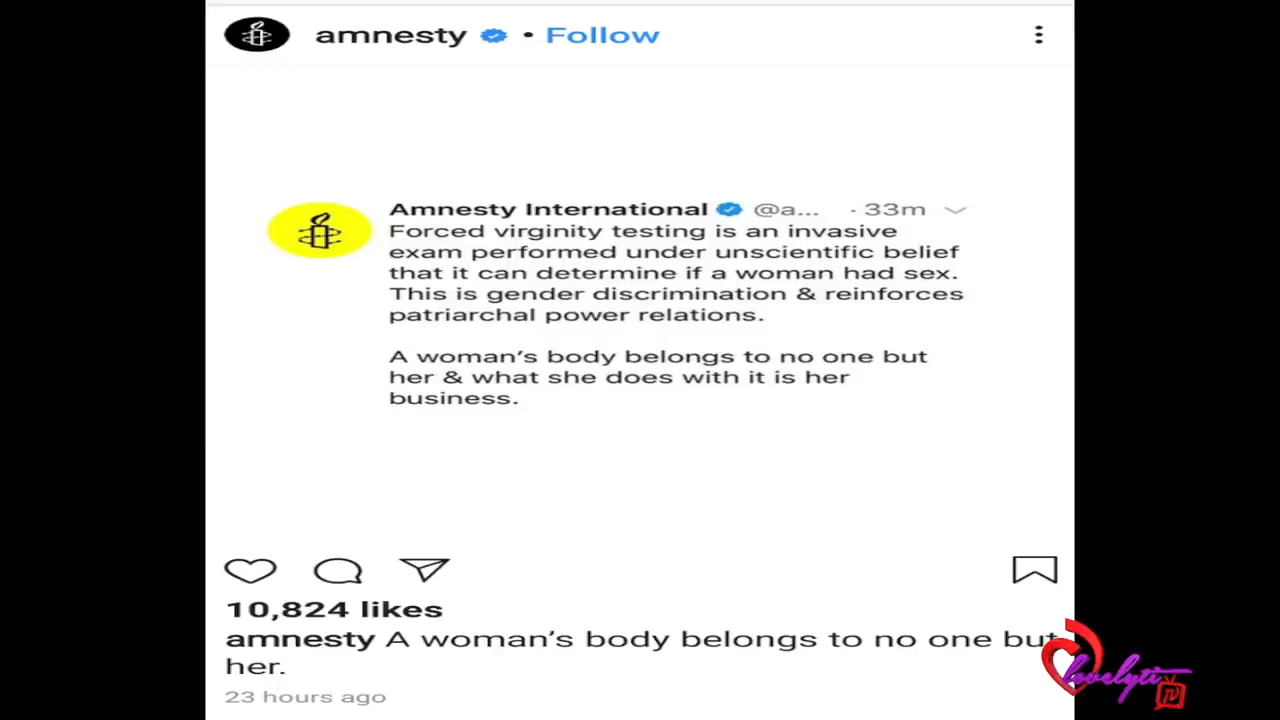 amnesty • Follow
Amnesty International @a... · 33m
Forced virginity testing is an invasive
exam performed under unscientific belief
that it can determine if a woman had sex.
This is gender discrimination & reinforces
patriarchal power relations.
A woman's body belongs to no one but
her & what she does with it is her
business.
10,824 likes
amnesty A woman's body belongs to no one but
her.
23 hours ago
lovelyti
TV